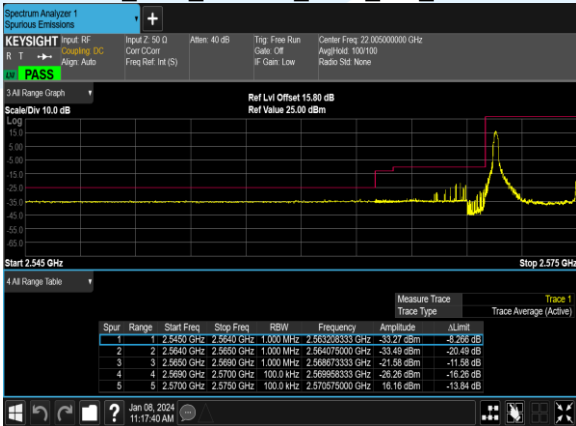 Spectrum Analyzer 1
Spurious Emissions
+
KEYSIGHT Input: RF Input Z: 50 Ω Atten: 40 dB Trig: Free Run Center Freq: 22.005000000 GHz
R T Coupling: DC Corr CCorr Gate: Off Avg|Hold: 100/100
Align: Auto Freq Ref: Int (S) IF Gain: Low Radio Std: None
LXI PASS
3 All Range Graph
Ref Lvl Offset 15.80 dB
Scale/Div 10.0 dB Ref Value 25.00 dBm
Log
15.0
5.00
-5.00
-15.0
-25.0
-35.0
-45.0
-55.0
-65.0
Start 2.545 GHz Stop 2.575 GHz
4 All Range Table
Measure Trace Trace 1
Trace Type Trace Average (Active)
Spur Range Start Freq Stop Freq RBW Frequency Amplitude ΔLimit
1 1 2.5450 GHz 2.5640 GHz 1.000 MHz 2.563208333 GHz -33.27 dBm -8.266 dB
2 2 2.5640 GHz 2.5650 GHz 1.000 MHz 2.564075000 GHz -33.49 dBm -20.49 dB
3 3 2.5650 GHz 2.5690 GHz 1.000 MHz 2.568673333 GHz -21.58 dBm -11.58 dB
4 4 2.5690 GHz 2.5700 GHz 100.0 kHz 2.569958333 GHz -26.26 dBm -16.26 dB
5 5 2.5700 GHz 2.5750 GHz 100.0 kHz 2.570575000 GHz 16.16 dBm -13.84 dB
? Jan 08, 2024
11:17:40 AM